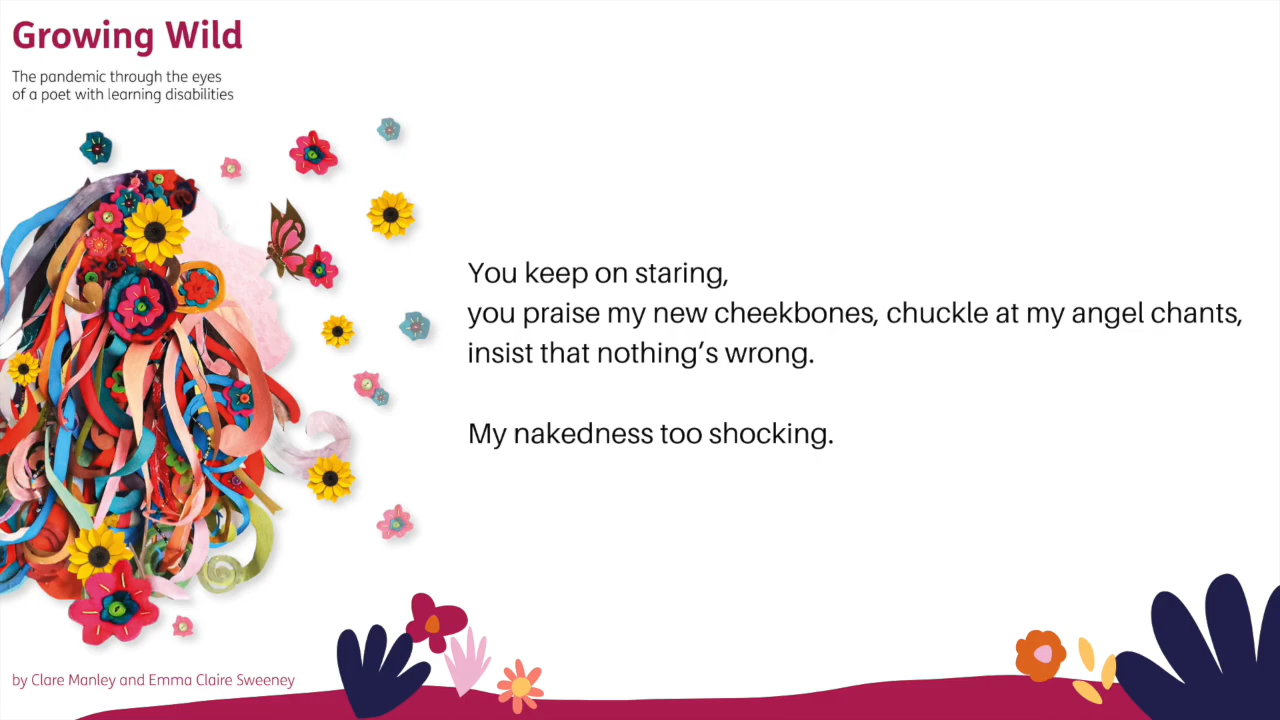 Growing Wild
The pandemic through the eyes
of a poet with learning disabilities
You keep on staring,
you praise my new cheekbones, chuckle at my angel chants,
insist that nothing’s wrong.
My nakedness too shocking.
by Clare Manley and Emma Claire Sweeney